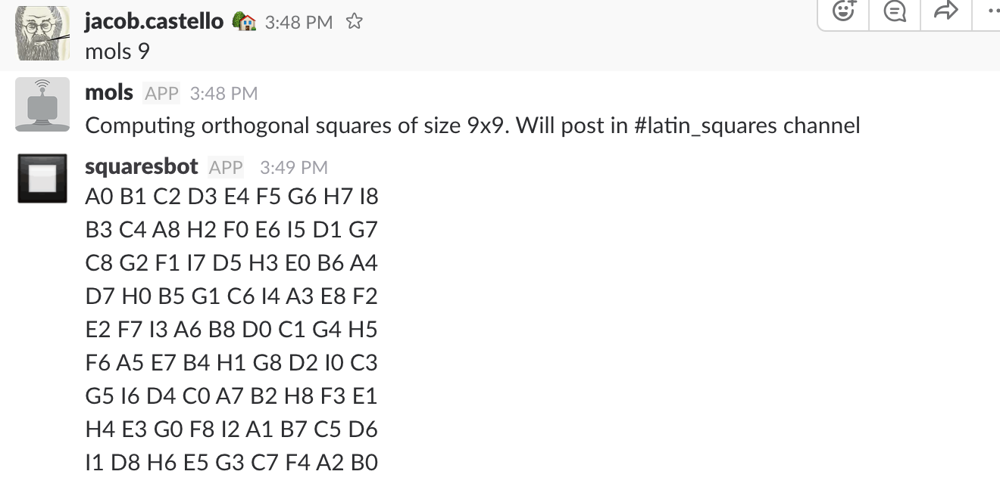 jacob.castello 3:48 PM
mols 9
mols APP 3:48 PM
Computing orthogonal squares of size 9x9. Will post in #latin_squares channel
squaresbot APP 3:49 PM
A0 B1 C2 D3 E4 F5 G6 H7 I8
B3 C4 A8 H2 F0 E6 I5 D1 G7
C8 G2 F1 I7 D5 H3 E0 B6 A4
D7 H0 B5 G1 C6 I4 A3 E8 F2
E2 F7 I3 A6 B8 D0 C1 G4 H5
F6 A5 E7 B4 H1 G8 D2 I0 C3
G5 I6 D4 C0 A7 B2 H8 F3 E1
H4 E3 G0 F8 I2 A1 B7 C5 D6
I1 D8 H6 E5 G3 C7 F4 A2 B0